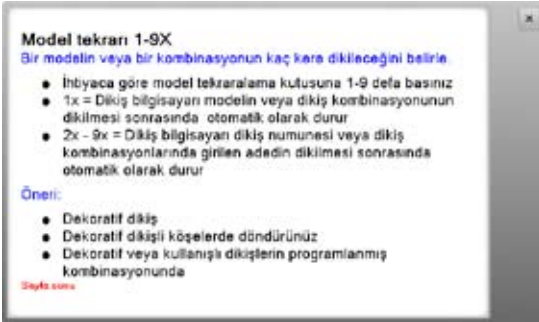 Model tekrarı 1-9X
Bir modelin veya bir kombinasyonun kaç kere dikileceğini belirle.
● İhtiyaca göre model tekraralama kutusuna 1-9 defa basınız
● 1x = Dikiş bilgisayarı modelin veya dikiş kombinasyonunun
dikilmesi sonrasında otomatik olarak durur
● 2x - 9x = Dikiş bilgisayarı dikiş numunesi veya dikiş
kombinasyonlarında girilen adedin dikilmesi sonrasında
otomatik olarak durur
Öneri:
● Dekoratif dikiş
● Dekoratif dikişli köşelerde döndürünüz
● Dekoratif veya kullanışlı dikişlerin programlanmış
kombinasyonunda
Sayfa sonu